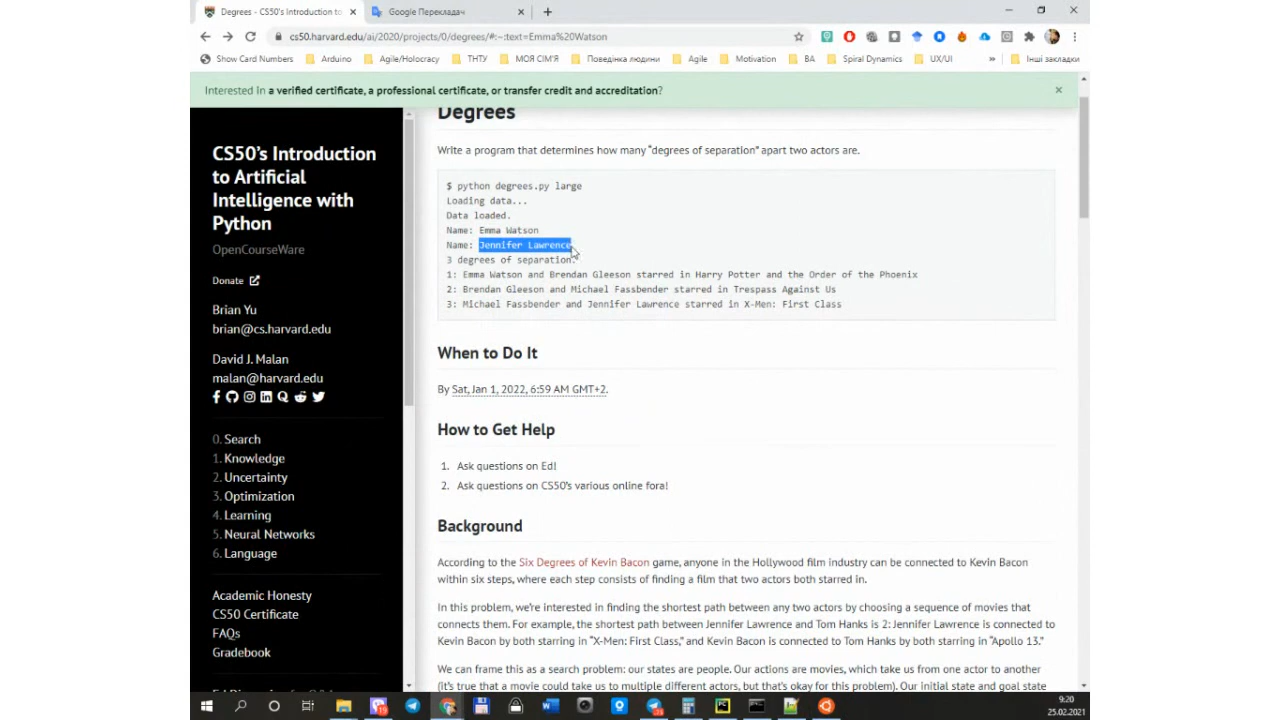 Degrees - CS50's Introduction to
Google Перекладач
cs50.harvard.edu/ai/2020/projects/0/degrees/#:~:text=Emma%20Watson
Show Card Numbers
Arduino
Agile/Holocracy
ТНТУ
МОЯ СІМ'Я
Поведінка людини
Agile
Motivation
BA
Spiral Dynamics
UX/UI
»
Інші закладки
Interested in a verified certificate, a professional certificate, or transfer credit and accreditation?
CS50's Introduction
to Artificial
Intelligence with
Python
OpenCourseWare
Donate
Brian Yu
brian@cs.harvard.edu
David J. Malan
malan@harvard.edu
0. Search
1. Knowledge
2. Uncertainty
3. Optimization
4. Learning
5. Neural Networks
6. Language
Academic Honesty
CS50 Certificate
FAQs
Gradebook
Degrees
Write a program that determines how many “degrees of separation” apart two actors are.
$ python degrees.py large
Loading data...
Data loaded.
Name: Emma Watson
Name: Jennifer Lawrence
3 degrees of separation.
1: Emma Watson and Brendan Gleeson starred in Harry Potter and the Order of the Phoenix
2: Brendan Gleeson and Michael Fassbender starred in Trespass Against Us
3: Michael Fassbender and Jennifer Lawrence starred in X-Men: First Class
When to Do It
By Sat, Jan 1, 2022, 6:59 AM GMT+2.
How to Get Help
1. Ask questions on Ed!
2. Ask questions on CS50's various online fora!
Background
According to the Six Degrees of Kevin Bacon game, anyone in the Hollywood film industry can be connected to Kevin Bacon
within six steps, where each step consists of finding a film that two actors both starred in.
In this problem, we're interested in finding the shortest path between any two actors by choosing a sequence of movies that
connects them. For example, the shortest path between Jennifer Lawrence and Tom Hanks is 2: Jennifer Lawrence is connected to
Kevin Bacon by both starring in “X-Men: First Class,” and Kevin Bacon is connected to Tom Hanks by both starring in “Apollo 13.”
We can frame this as a search problem: our states are people. Our actions are movies, which take us from one actor to another
(it's true that a movie could take us to multiple different actors, but that's okay for this problem). Our initial state and goal state
9:20
25.02.2021